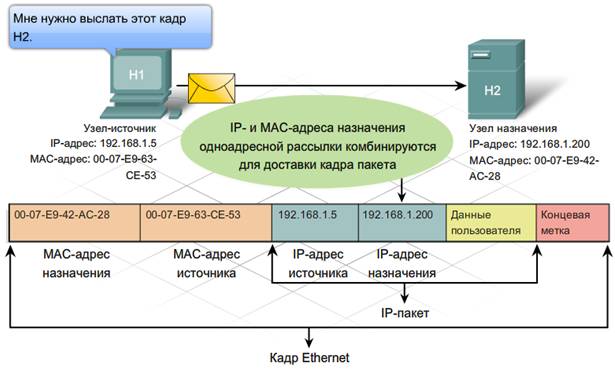 Мне нужно выслать этот кадр
H2.
H1
H2
Узел-источник
IP-адрес: 192.168.1.5
MAC-адрес: 00-07-E9-63-
CE-53
Узел назначения
IP-адрес: 192.168.1.200
MAC-адрес: 00-07-E9-42-
AC-28
IP- и MAC-адреса назначения
одноадресной рассылки комбинируются
для доставки кадра пакета
00-07-E9-42-AC-28
00-07-E9-63-CE-53
192.168.1.5
192.168.1.200
Данные
пользователя
Концевая
метка
MAC-адрес
назначения
MAC-адрес
источника
IP-адрес
источника
IP-адрес
назначения
IP-пакет
Кадр Ethernet